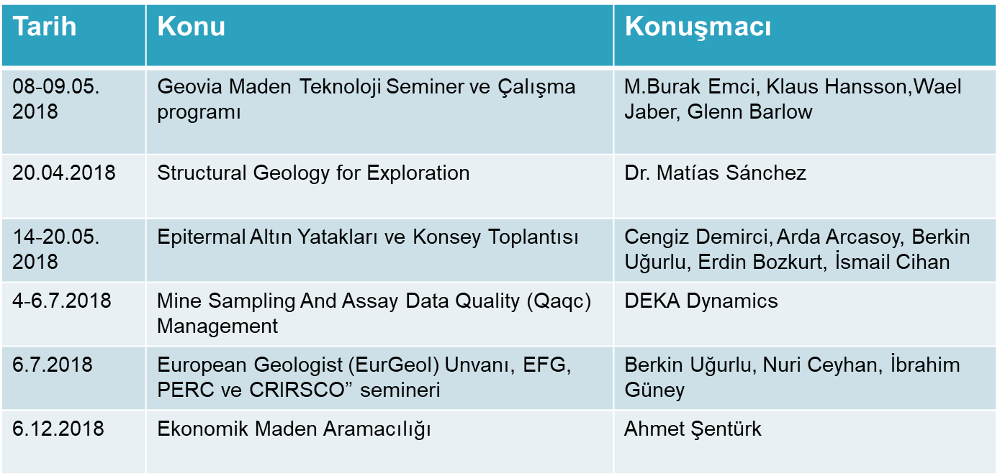 Tarih
Konu
Konuşmacı
08-09.05.
2018
Geovia Maden Teknoloji Seminer ve Çalışma
programı
M.Burak Emci, Klaus Hansson,Wael
Jaber, Glenn Barlow
20.04.2018
Structural Geology for Exploration
Dr. Matías Sánchez
14-20.05.
2018
Epitermal Altın Yatakları ve Konsey Toplantısı
Cengiz Demirci, Arda Arcasoy, Berkin
Uğurlu, Erdin Bozkurt, İsmail Cihan
4-6.7.2018
Mine Sampling And Assay Data Quality (Qaqc)
Management
DEKA Dynamics
6.7.2018
European Geologist (EurGeol) Unvanı, EFG,
PERC ve CRIRSCO” semineri
Berkin Uğurlu, Nuri Ceyhan, İbrahim
Güney
6.12.2018
Ekonomik Maden Aramacılığı
Ahmet Şentürk